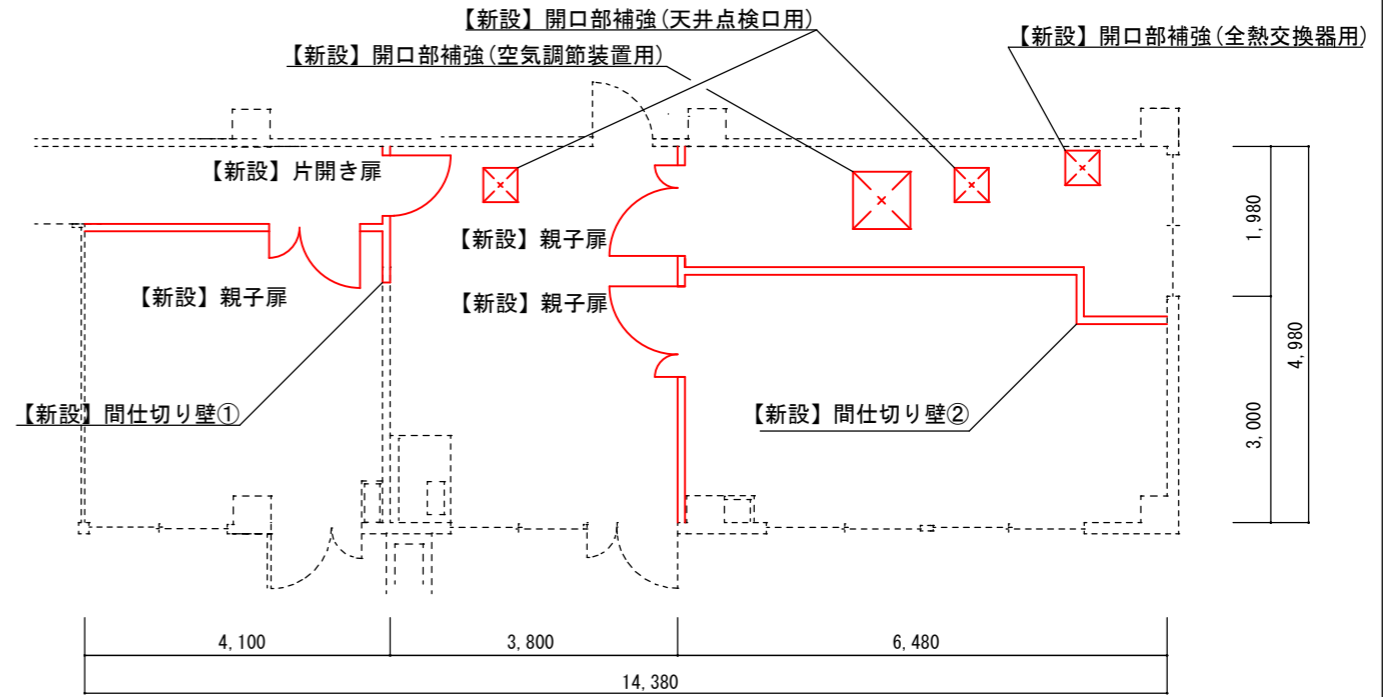 【新設】開口部補強(天井点検口用)
【新設】開口部補強(全熱交換器用)
【新設】開口部補強(空気調節装置用)
【新設】片開き扉
【新設】親子扉
【新設】親子扉
【新設】親子扉
【新設】間仕切り壁①
【新設】間仕切り壁②
1,980
4,980
3,000
4,100
3,800
6,480
14,380